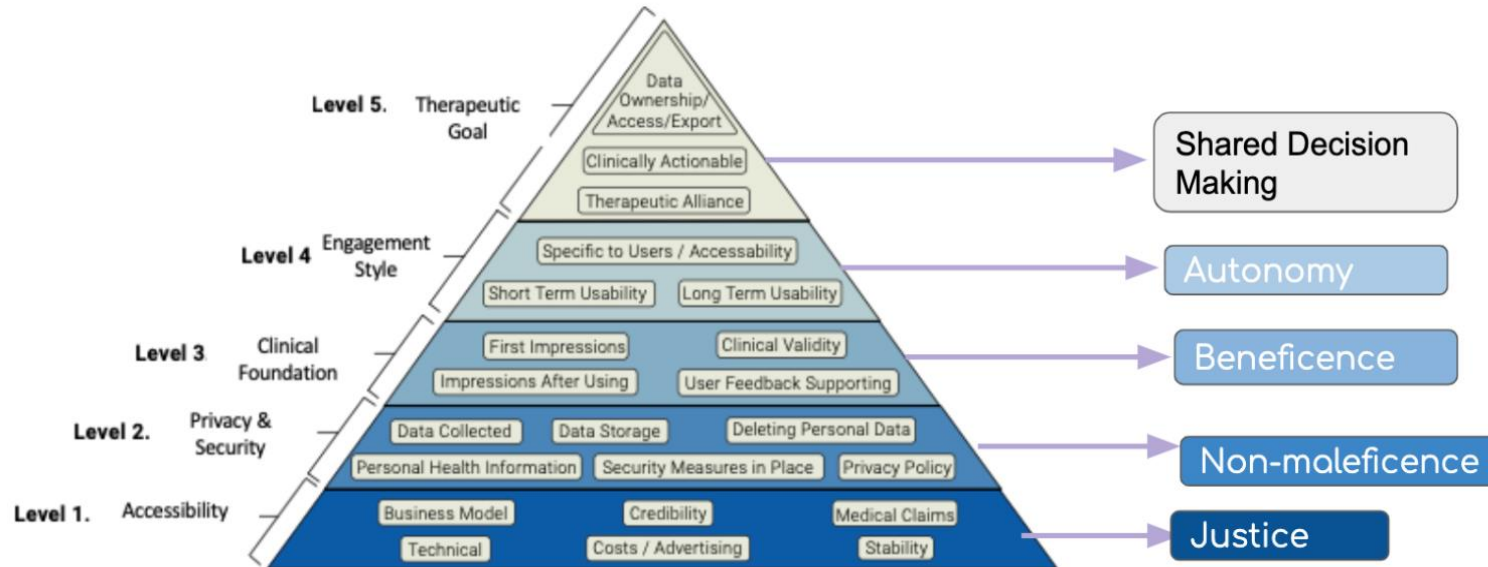 Level 5.
Therapeutic
Goal
Data
Ownership/
Access/Export
Clinically Actionable
Therapeutic Alliance
Shared Decision
Making
Level 4
Engagement
Style
Specific to Users / Accessability
Short Term Usability
Long Term Usability
Autonomy
Level 3
Clinical
Foundation
First Impressions
Clinical Validity
Impressions After Using
User Feedback Supporting
Beneficence
Level 2.
Privacy &
Security
Data Collected
Data Storage
Deleting Personal Data
Personal Health Information
Security Measures in Place
Privacy Policy
Non-maleficence
Level 1.
Accessibility
Business Model
Credibility
Medical Claims
Technical
Costs / Advertising
Stability
Justice